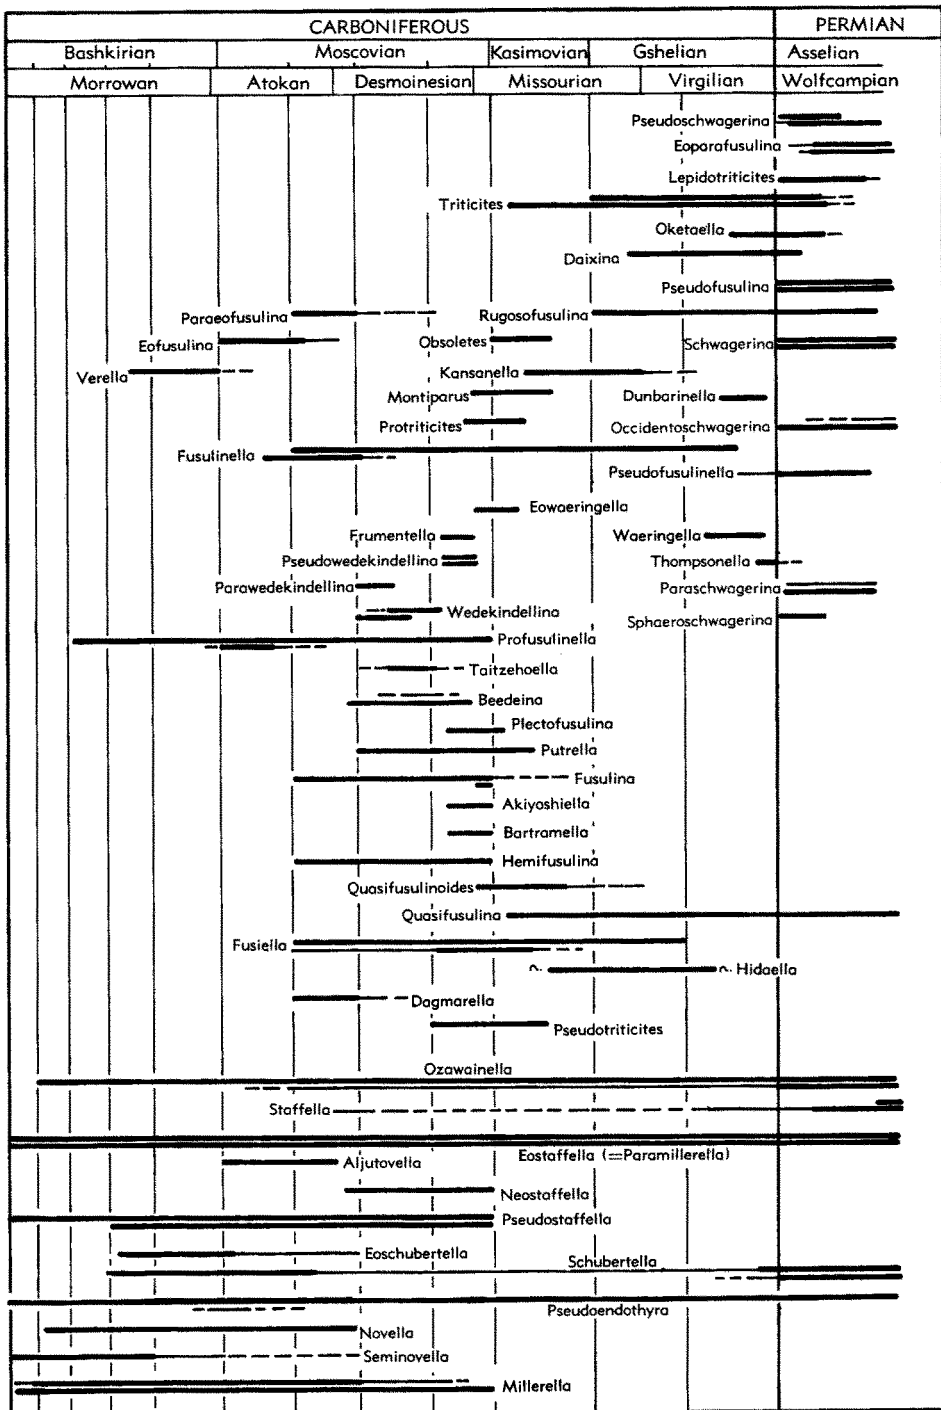 CARBONIFEROUS PERMIAN
Bashkirian Moscovian Kasimovian Gshelian Asselian
Morrowan Atokan Desmoinesian Missourian Virgilian Wolfcampian
Pseudoschwagerina
Eoparafusulina
Lepidotriticites
Triticites
Oketaella
Daixina
Pseudofusulina
Paraeofusulina Rugosofusulina
Eofusulina Obsoletes Schwagerina
Verella Kansanella
Montiparus Dunbarinella
Protriticites Occidentoschwagerina
Fusulinella
Pseudofusulinella
Eowaeringella
Frumentella Waeringella
Pseudowedekindellina Thompsonella
Parawedekindellina Paraschwagerina
Wedekindellina Sphaeroschwagerina
Profusulinella
Taitzehoella
Beedeina
Plectofusulina
Putrella
Fusulina
Akiyoshiella
Bartramella
Hemifusulina
Quasifusulinoides
Quasifusulina
Fusiella
Hidaella
Dagmarella
Pseudotriticites
Ozawainella
Staffella
Eostaffella (=Paramillerella)
Aljutovella
Neostaffella
Pseudostaffella
Eoschubertella Schubertella
Pseudoendothyra
Novella
Seminovella
Millerella